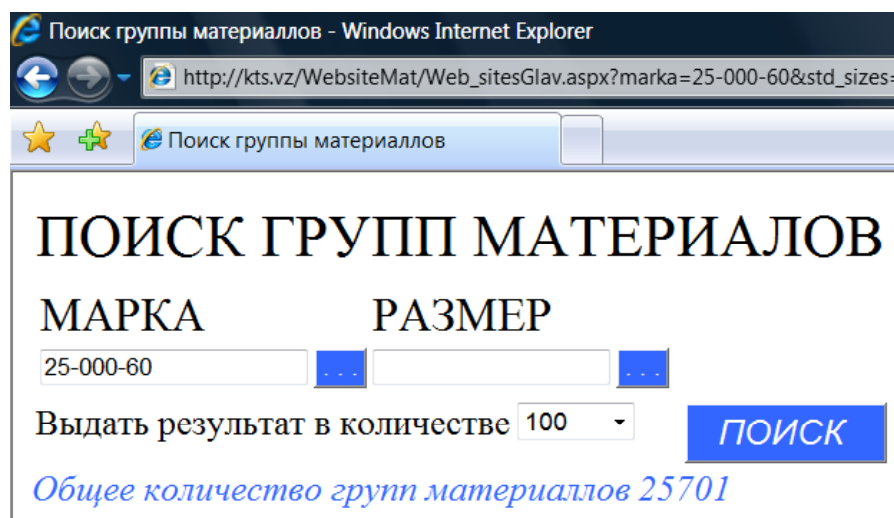 Поиск группы материаллов - Windows Internet Explorer
http://kts.vz/WebsiteMat/Web_sitesGlav.aspx?marka=25-000-60&std_sizes=
Поиск группы материаллов
ПОИСК ГРУПП МАТЕРИАЛОВ
МАРКА РАЗМЕР
25-000-60 ... ...
Выдать результат в количестве 100 ПОИСК
Общее количество групп материаллов 25701